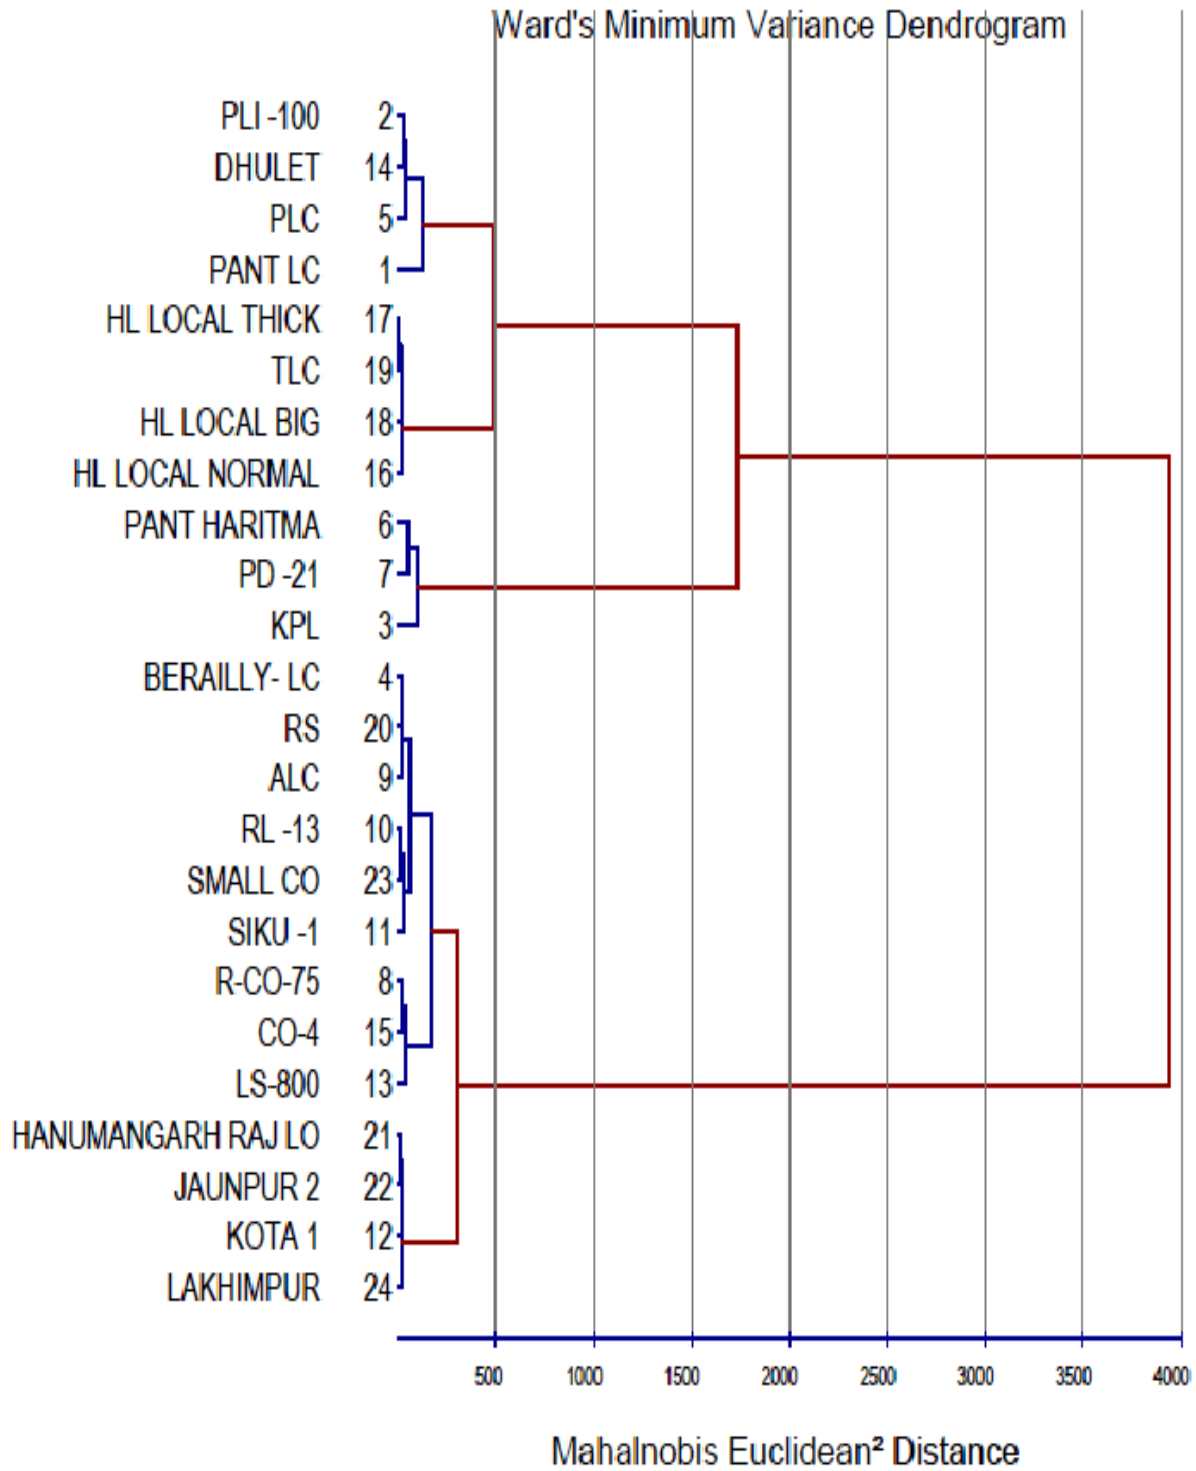 Ward's Minimum Variance Dendrogram
PLI -100 2
DHULET 14
PLC 5
PANT LC 1
HL LOCAL THICK 17
TLC 19
HL LOCAL BIG 18
HL LOCAL NORMAL 16
PANT HARITMA 6
PD -21 7
KPL 3
BERAILLY- LC 4
RS 20
ALC 9
RL -13 10
SMALL CO 23
SIKU -1 11
R-CO-75 8
CO-4 15
LS-800 13
HANUMANGARH RAJ LO 21
JAUNPUR 2 22
KOTA 1 12
LAKHIMPUR 24
500 1000 1500 2000 2500 3000 3500 4000
Mahalnobis Euclidean² Distance